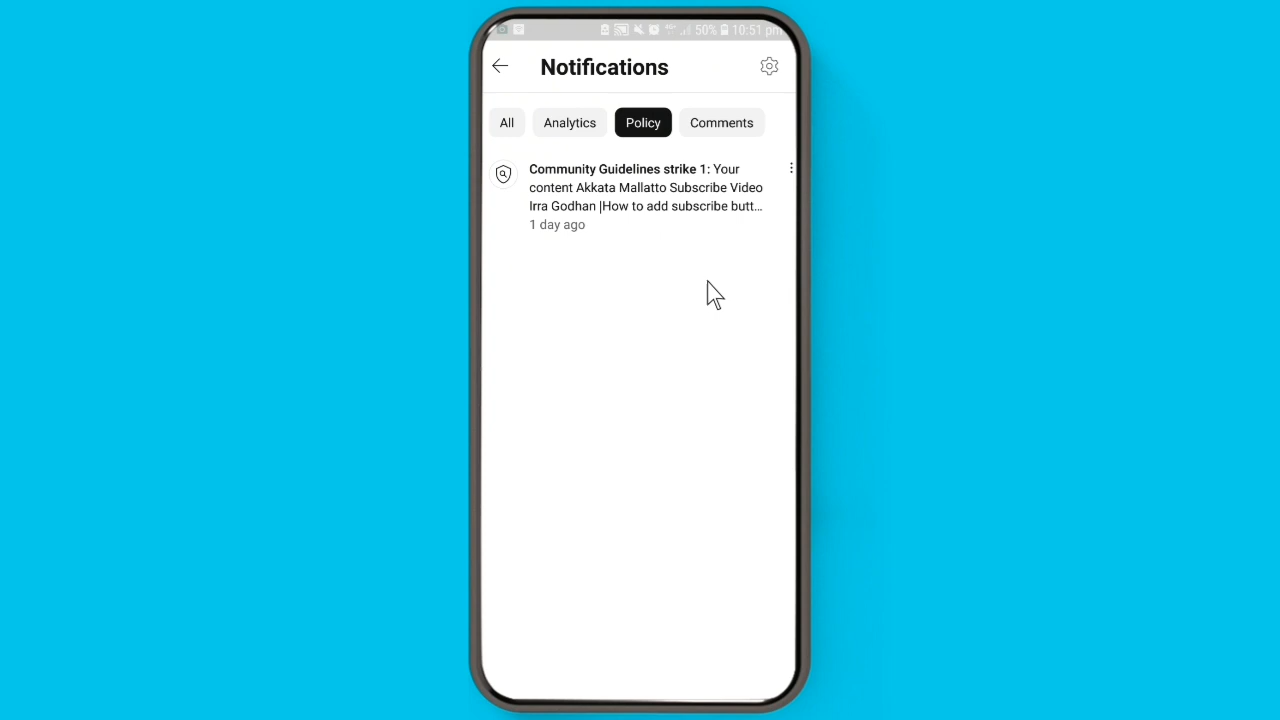 50% 10:51 pm
Notifications
All Analytics Policy Comments
Community Guidelines strike 1: Your
content Akkata Mallatto Subscribe Video
Irra Godhan |How to add subscribe butt...
1 day ago